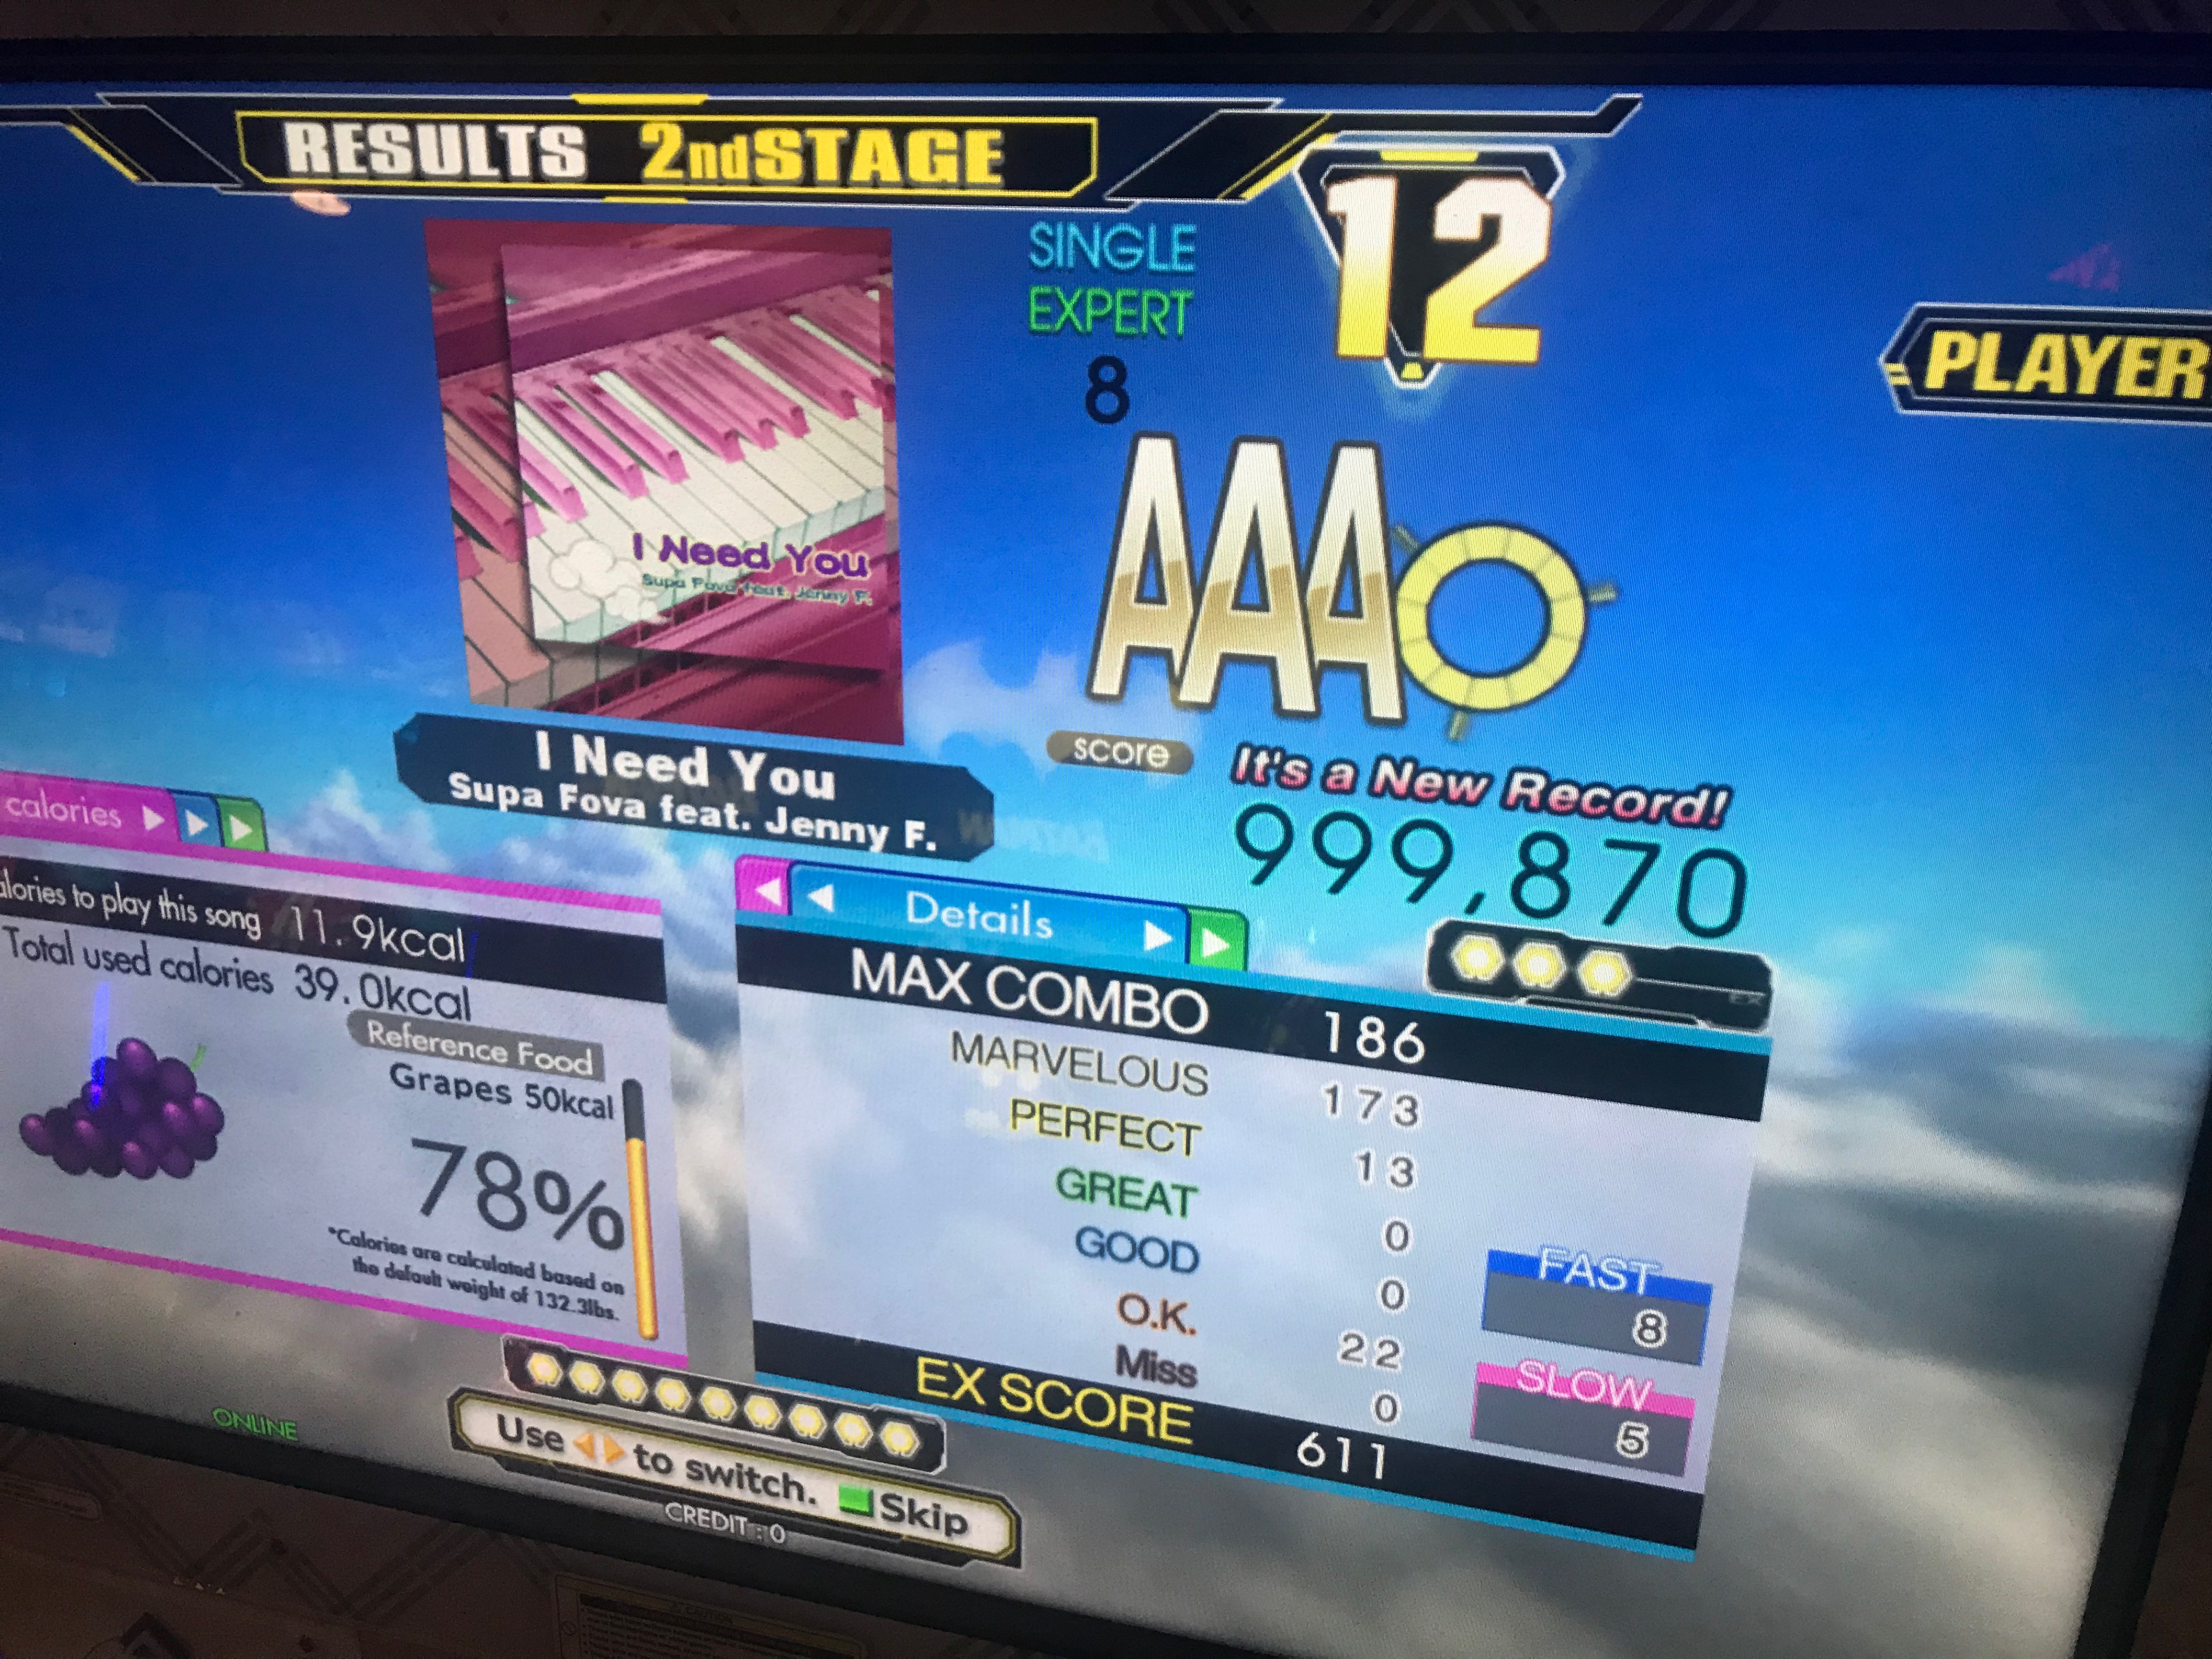 RESULTS 2ndSTAGE
12
SINGLE
EXPERT
8
PLAYER
I Need You
Supa Fova feat. Jenny F.
AAA
I Need You
Supa Fova feat. Jenny F.
score
It's a New Record!
999,870
calories
alories to play this song 11.9kcal
Total used calories 39.0kcal
Reference Food
Grapes 50kcal
78%
*Calories are calculated based on
the default weight of 132.3lbs.
Details
EX
MAX COMBO 186
MARVELOUS 173
PERFECT 13
GREAT 0
GOOD 0
O.K. 22
Miss 0
EX SCORE 611
FAST
8
SLOW
5
ONLINE
Use to switch. Skip
CREDIT : 0
CAUTION